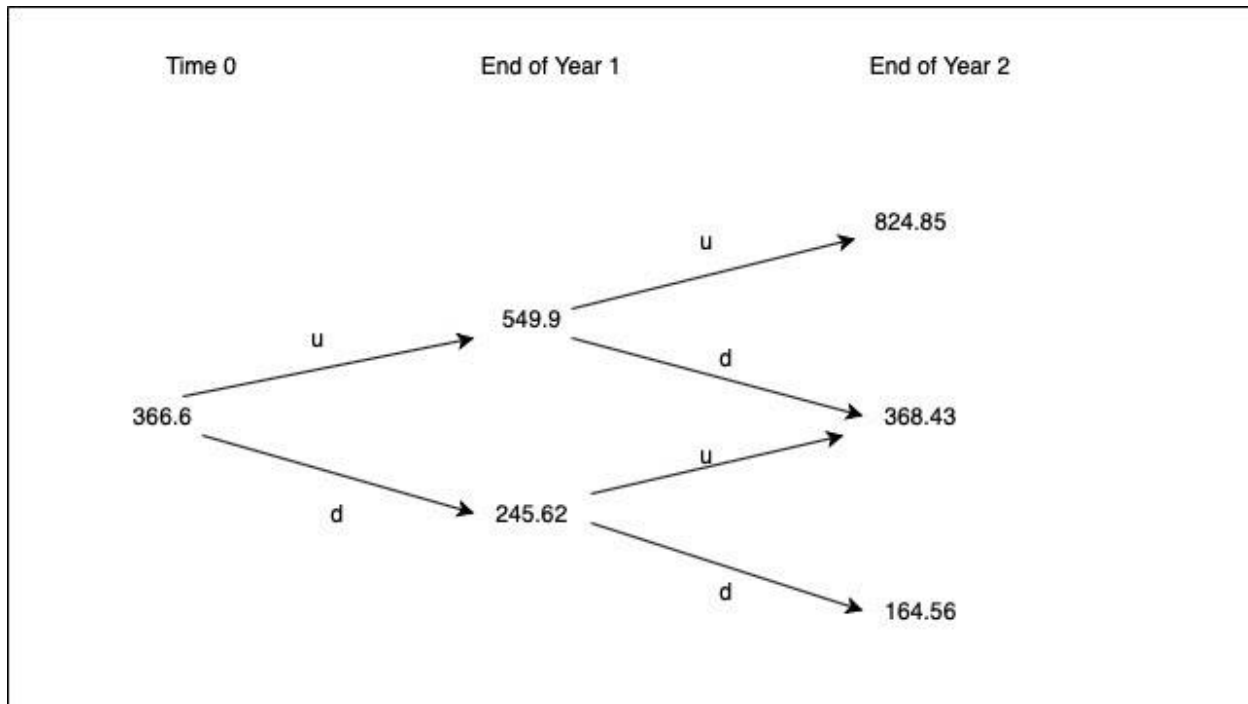 Time 0 End of Year 1 End of Year 2
824.85
u
549.9
u
d
366.6
368.43
u
d
245.62
d
164.56